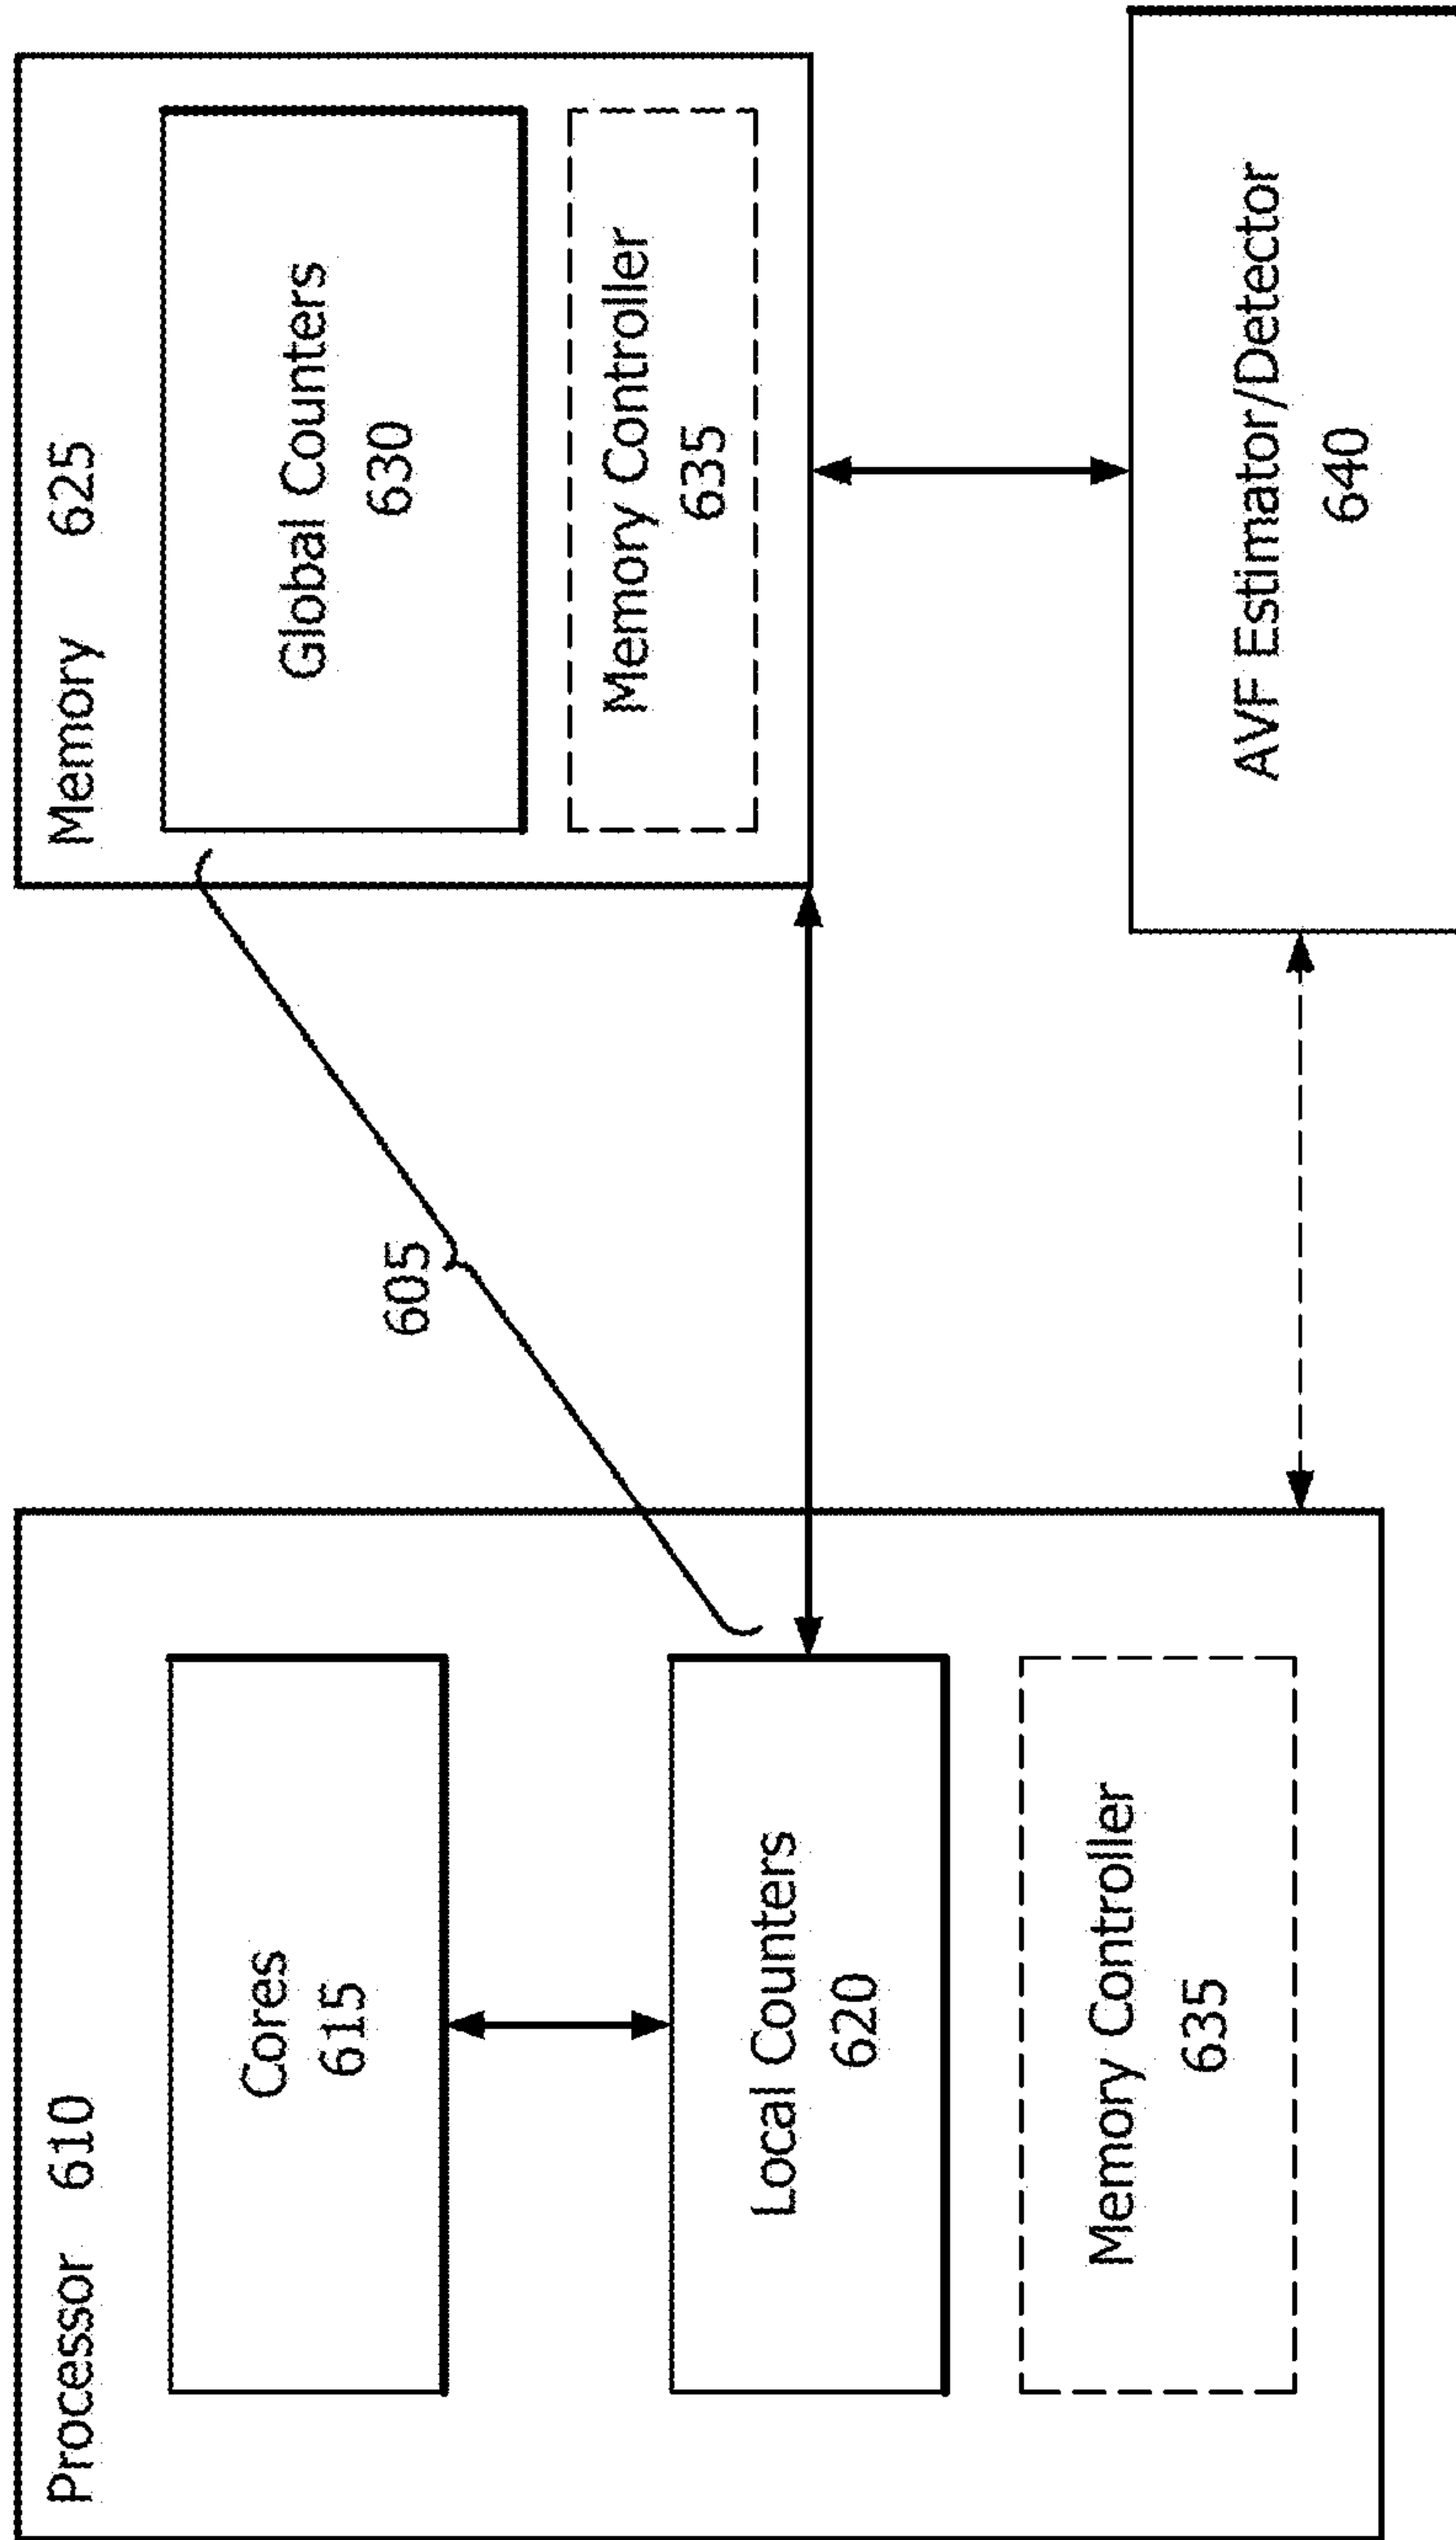 Processor 610
Cores
615
Local Counters
620
Memory Controller
635
605
Memory 625
Global Counters
630
Memory Controller
635
AVF Estimator/Detector
640